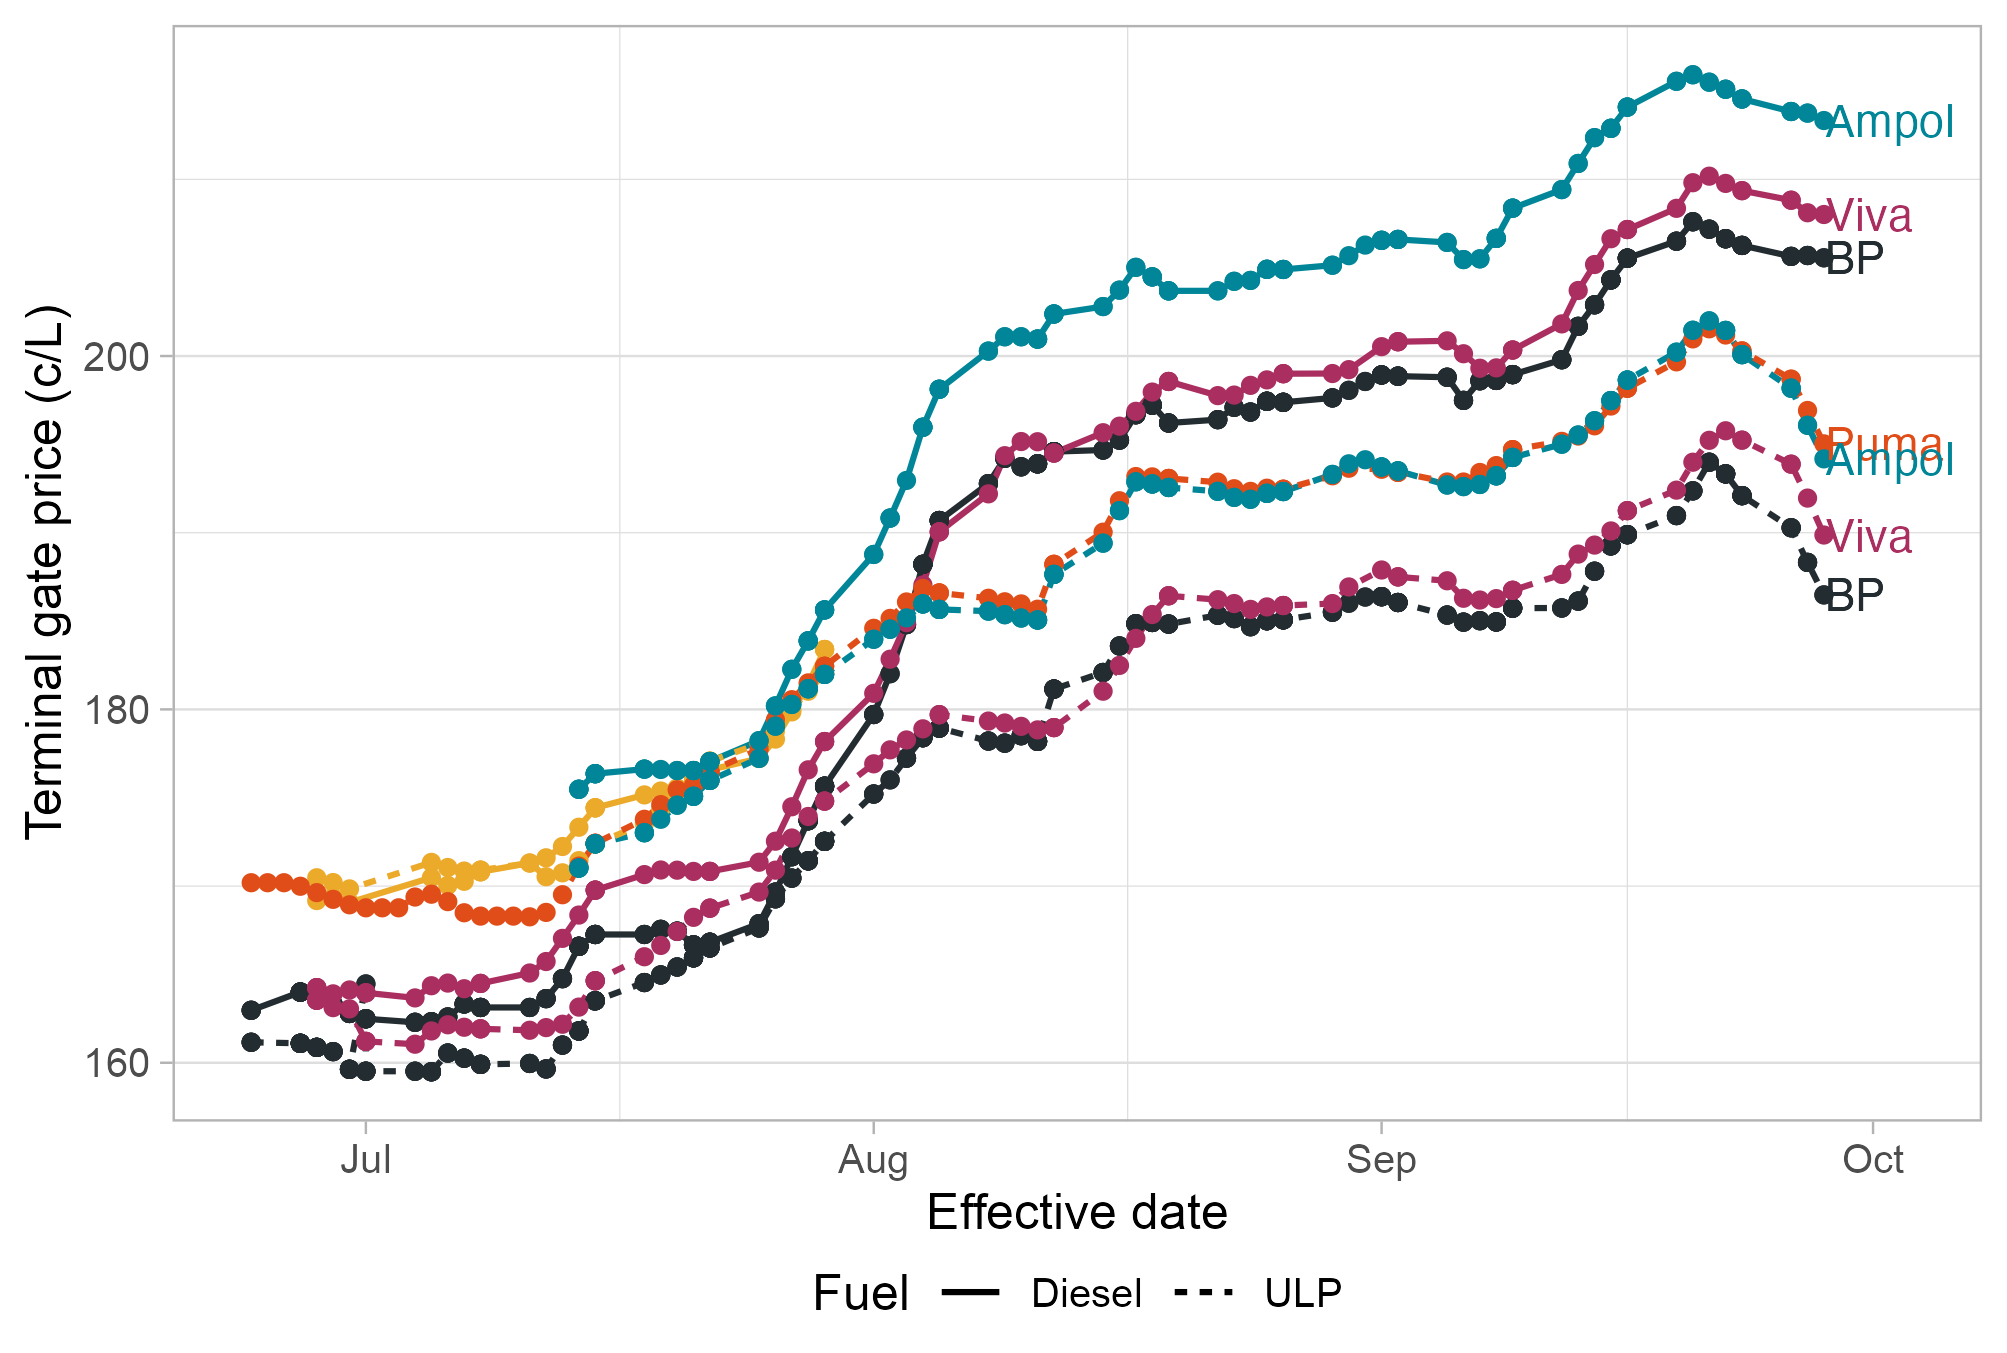 Ampol
Viva
BP
Puma
Ampol
Viva
BP
200
180
160
Terminal gate price (c/L)
Jul Aug Sep Oct
Effective date
Fuel Diesel ULP